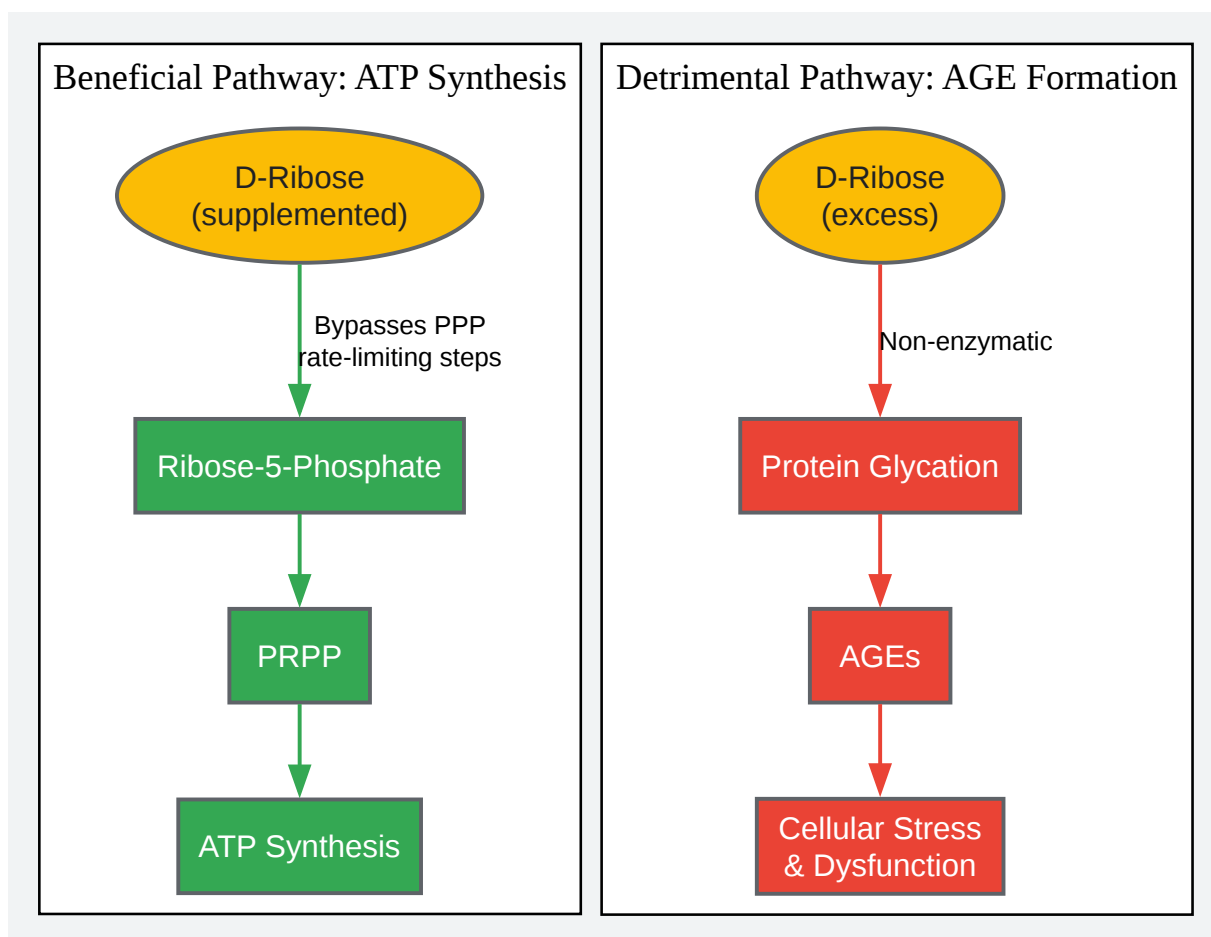 Beneficial Pathway: ATP Synthesis
D-Ribose
(supplemented)
Bypasses PPP
rate-limiting steps
Ribose-5-Phosphate
PRPP
ATP Synthesis
Detrimental Pathway: AGE Formation
D-Ribose
(excess)
Non-enzymatic
Protein Glycation
AGEs
Cellular Stress
& Dysfunction